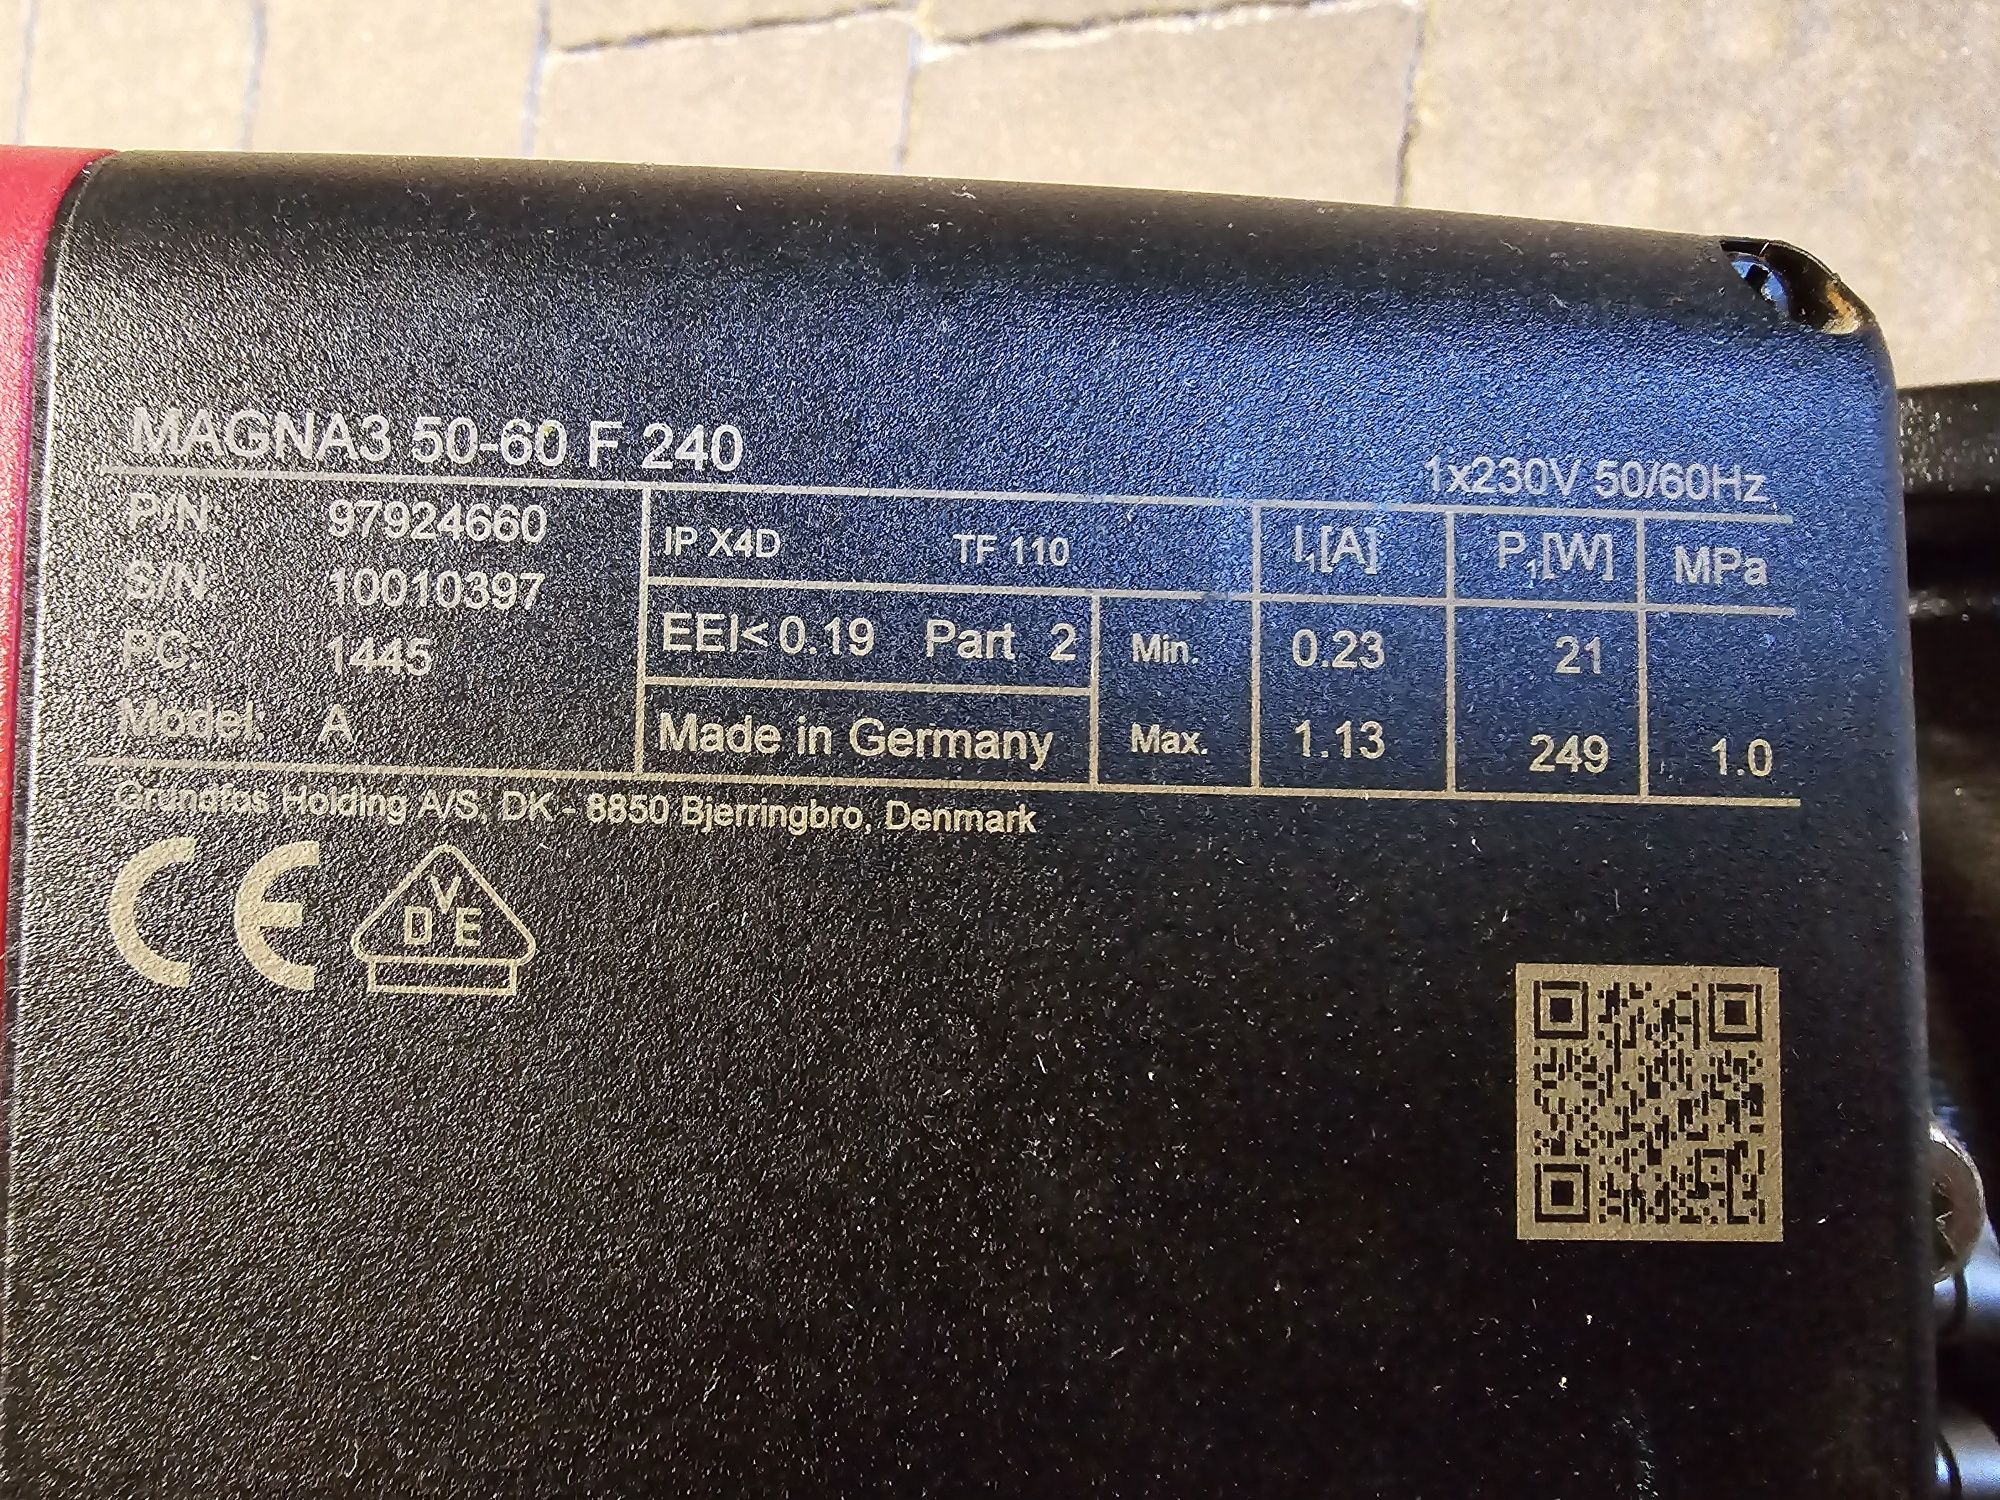 MAGNA3 50-60 F 240
1x230V 50/60Hz
P/N: 97924660
S/N: 10010397
PC: 1445
Model: A
IP X4D TF 110
EEI<0.19 Part 2
Made in Germany
I1[A] P1[W] MPa
Min. 0.23 21
Max. 1.13 249 1.0
Grundfos Holding A/S, DK - 8850 Bjerringbro, Denmark
CE
DVE